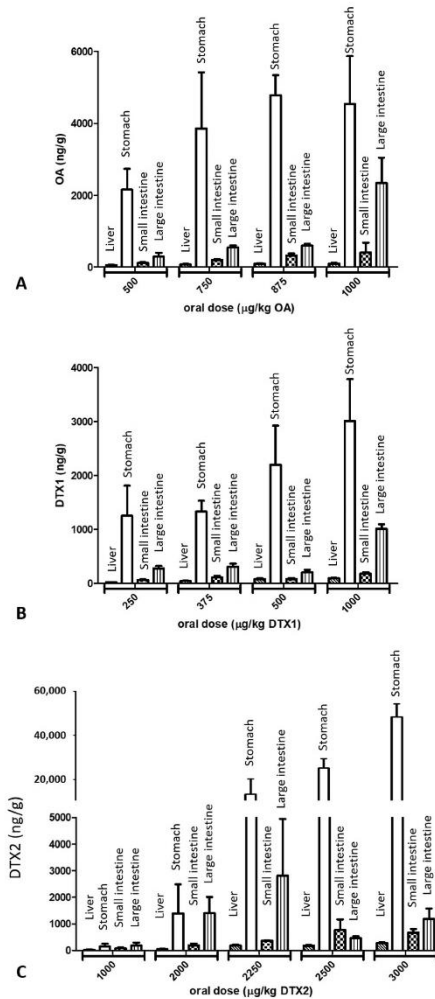 6000
4000
2000
0
OA (ng/g)
Liver Stomach Small intestine Large intestine
Liver Stomach Small intestine Large intestine
Liver Stomach Small intestine Large intestine
Liver Stomach Small intestine Large intestine
500 750 875 1000
A
oral dose (µg/kg OA)
4000
3000
2000
1000
0
DTX1 (ng/g)
Liver Stomach Small intestine Large intestine
Liver Stomach Small intestine Large intestine
Liver Stomach Small intestine Large intestine
Liver Stomach Small intestine Large intestine
250 375 500 1000
B
oral dose (µg/kg DTX1)
60,000
40,000
20,000
5000
4000
3000
2000
1000
0
DTX2 (ng/g)
Liver Stomach Small intestine Large intestine
Liver Stomach Small intestine Large intestine
Liver Stomach Small intestine Large intestine
Liver Stomach Small intestine Large intestine
Liver Stomach Small intestine Large intestine
1000 2000 2250 2500 3000
C
oral dose (µg/kg DTX2)